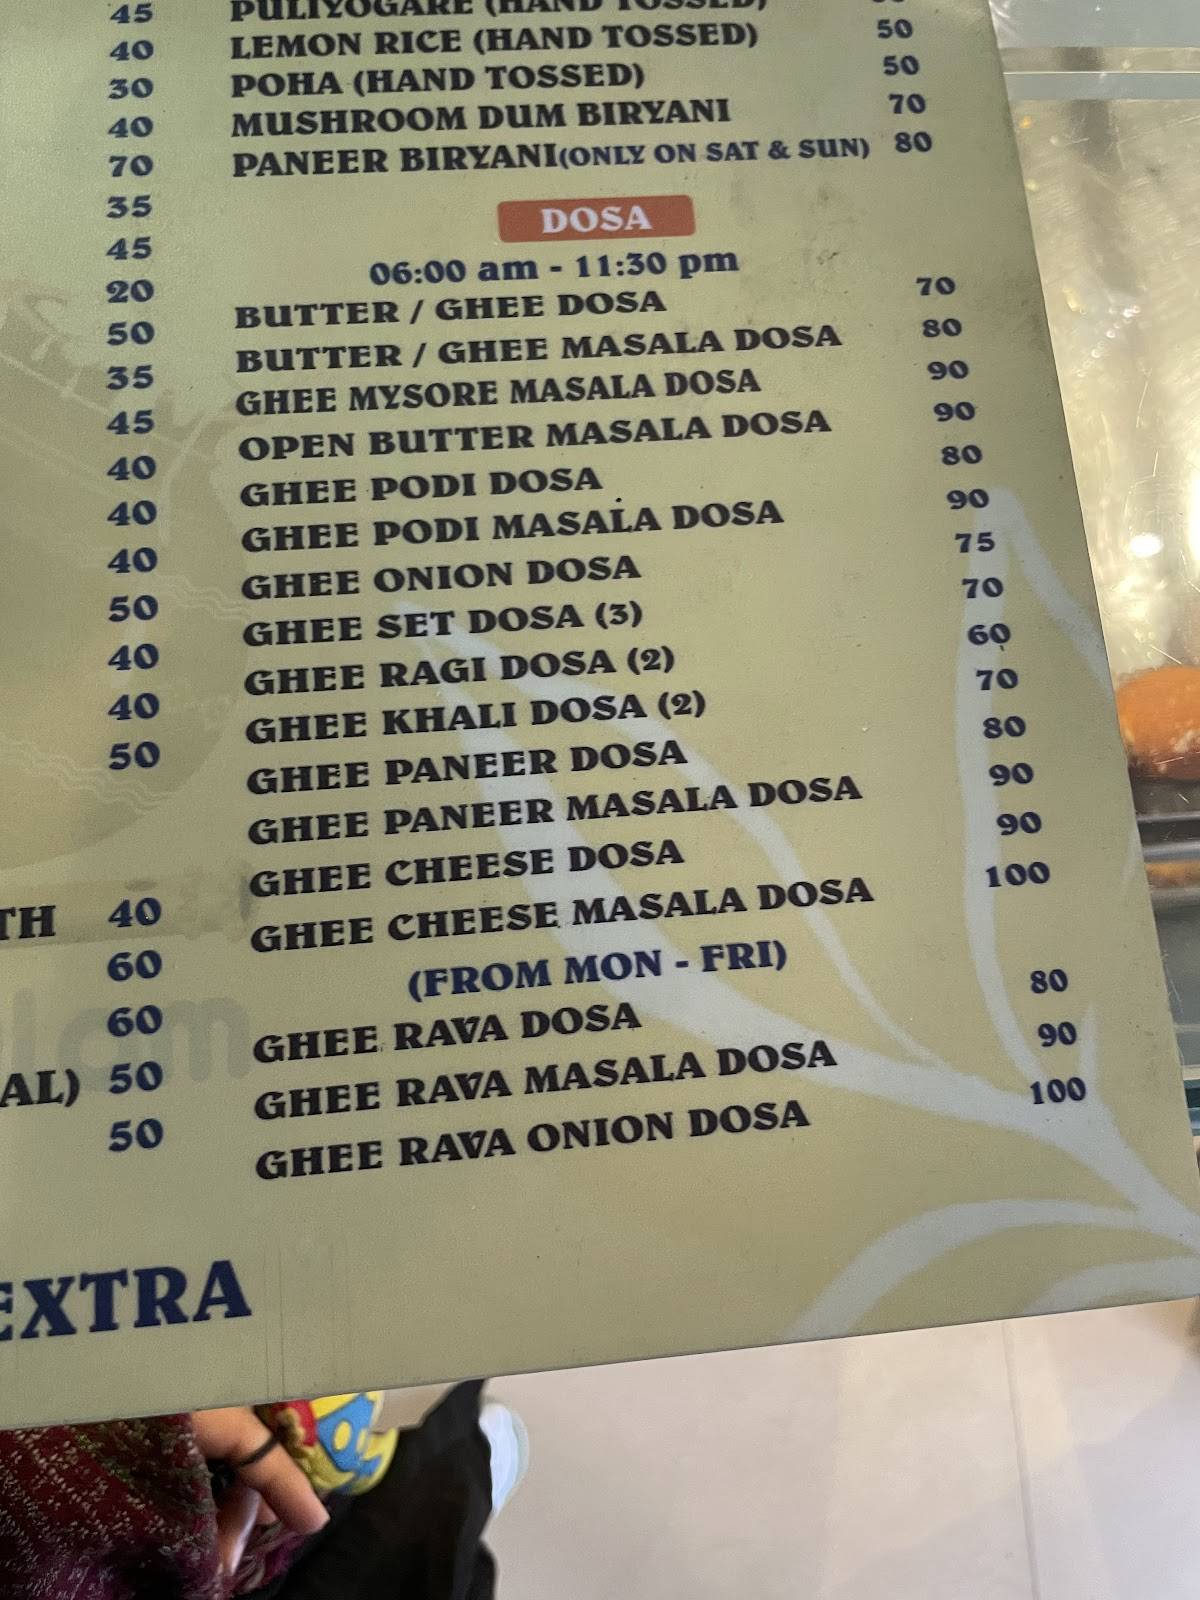 45
40
30
40
70
35
45
20
50
35
45
40
40
40
50
40
40
50
TH 40
60
60
AL) 50
50
PULIYOGARE (HAND TOSSED)
LEMON RICE (HAND TOSSED) 50
POHA (HAND TOSSED) 50
MUSHROOM DUM BIRYANI 70
PANEER BIRYANI(ONLY ON SAT & SUN) 80
DOSA
06:00 am - 11:30 pm
BUTTER / GHEE DOSA 70
BUTTER / GHEE MASALA DOSA 80
GHEE MYSORE MASALA DOSA 90
OPEN BUTTER MASALA DOSA 90
GHEE PODI DOSA 80
GHEE PODI MASALA DOSA 90
GHEE ONION DOSA 75
GHEE SET DOSA (3) 70
GHEE RAGI DOSA (2) 60
GHEE KHALI DOSA (2) 70
GHEE PANEER DOSA 80
GHEE PANEER MASALA DOSA 90
GHEE CHEESE DOSA 90
GHEE CHEESE MASALA DOSA 100
(FROM MON - FRI)
GHEE RAVA DOSA 80
GHEE RAVA MASALA DOSA 90
GHEE RAVA ONION DOSA 100
EXTRA